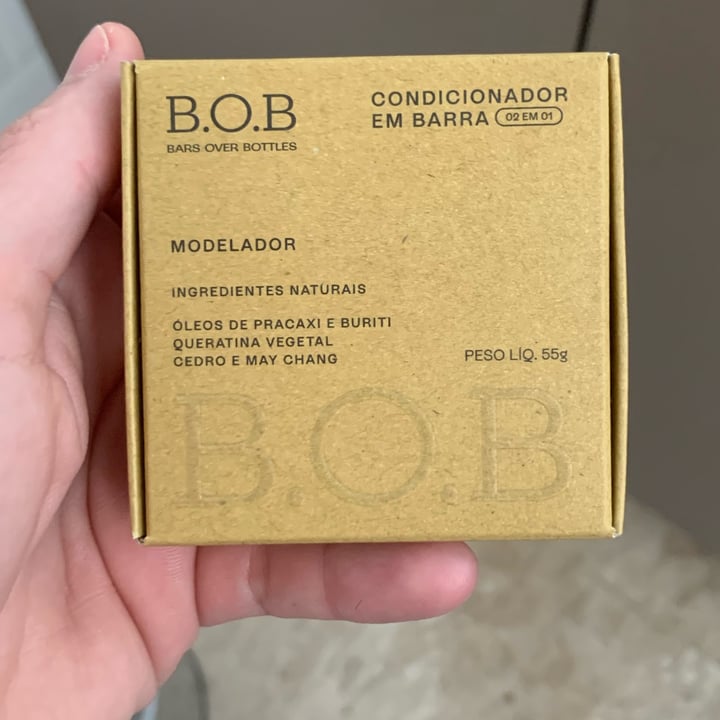 B.O.B
BARS OVER BOTTLES
CONDICIONADOR
EM BARRA 02 EM 01
MODELADOR
INGREDIENTES NATURAIS
ÓLEOS DE PRACAXI E BURITI
QUERATINA VEGETAL
CEDRO E MAY CHANG
PESO LÍQ. 55g
B.O.B